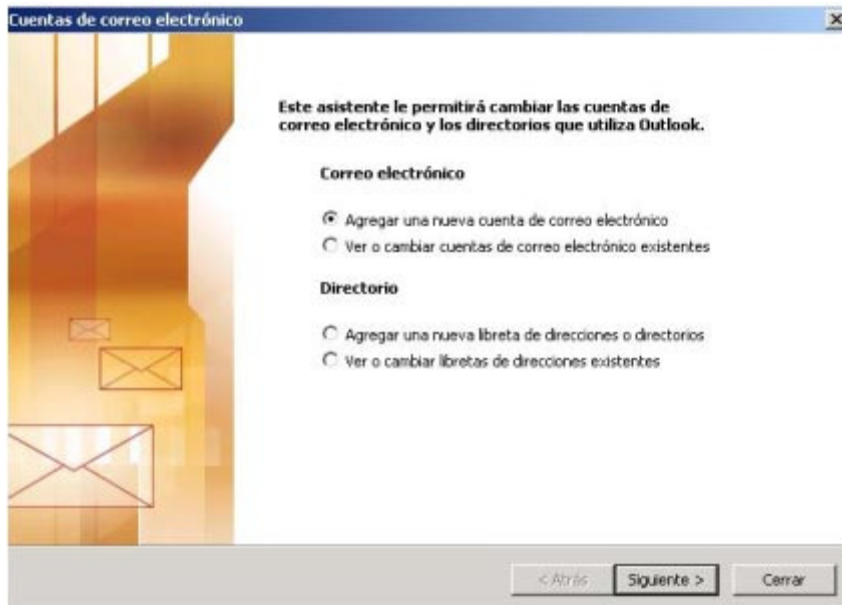 Cuentas de correo electrónico
Este asistente le permitirá cambiar las cuentas de
correo electrónico y los directorios que utiliza Outlook.
Correo electrónico
Agregar una nueva cuenta de correo electrónico
Ver o cambiar cuentas de correo electrónico existentes
Directorio
Agregar una nueva libreta de direcciones o directorios
Ver o cambiar libretas de direcciones existentes
< Atrás
Siguiente >
Cerrar